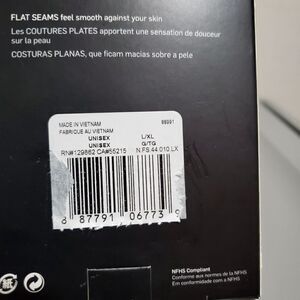 FLAT SEAMS feel smooth against your skin
Les COUTURES PLATES apportent une sensation de douceur
sur la peau
COSTURAS PLANAS, que ficam macias sobre a pele
MADE IN VIETNAM 86991
FABRIQUE AU VIETNAM
UNISEX L/XL
UNISEX G/TG
RN#129862 CA#55215 N.FS.44.010.LX
8 87791 06773 9
NFHS Compliant
Conforme aux normes de la NFHS
Em conformidade com a NFHS